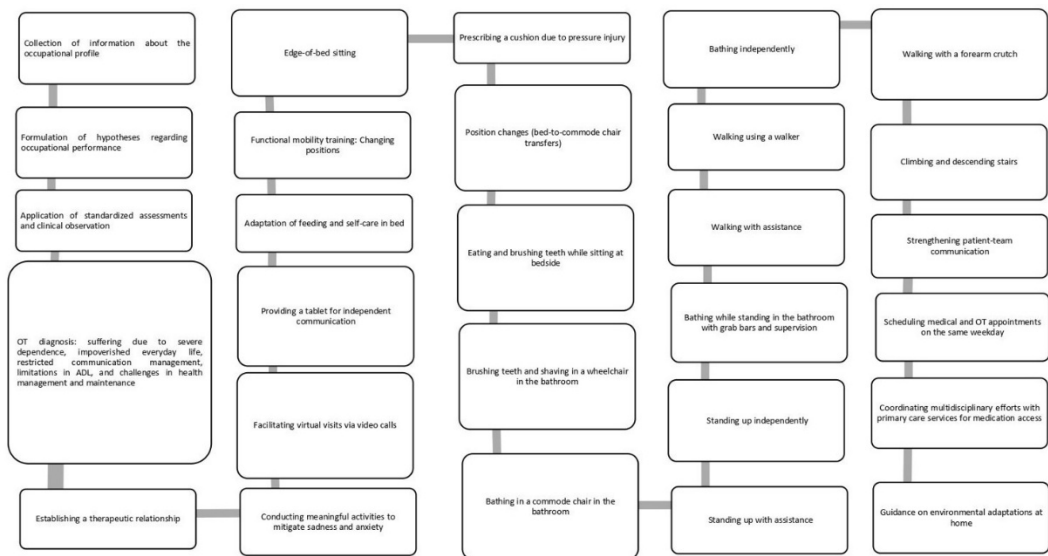 Collection of information about the
occupational profile
Formulation of hypotheses regarding
occupational performance
Application of standardized assessments
and clinical observation
OT diagnosis: suffering due to severe
dependence, impoverished everyday life,
restricted communication management,
limitations in ADL, and challenges in health
management and maintenance
Establishing a therapeutic relationship
Edge-of-bed sitting
Functional mobility training: Changing
positions
Adaptation of feeding and self-care in bed
Providing a tablet for independent
communication
Facilitating virtual visits via video calls
Conducting meaningful activities to
mitigate sadness and anxiety
Prescribing a cushion due to pressure injury
Position changes (bed-to-commode chair
transfers)
Eating and brushing teeth while sitting at
bedside
Brushing teeth and shaving in a wheelchair
in the bathroom
Bathing in a commode chair in the
bathroom
Bathing independently
Walking using a walker
Walking with assistance
Bathing while standing in the bathroom
with grab bars and supervision
Standing up independently
Standing up with assistance
Walking with a forearm crutch
Climbing and descending stairs
Strengthening patient-team
communication
Scheduling medical and OT appointments
on the same weekday
Coordinating multidisciplinary efforts with
primary care services for medication access
Guidance on environmental adaptations at
home